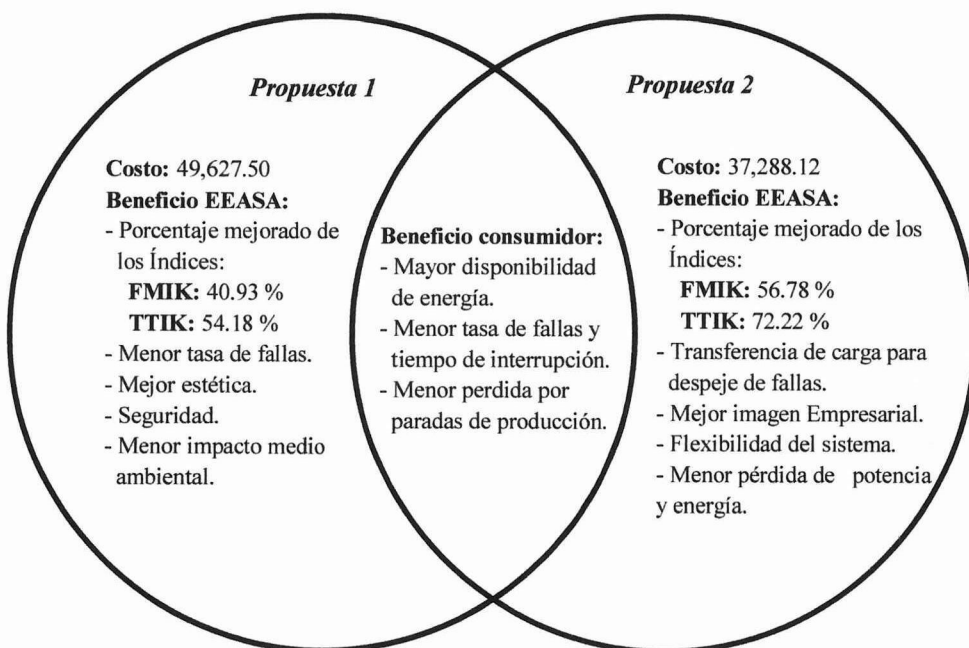 Propuesta 1
Costo: 49,627.50
Beneficio EEASA:
- Porcentaje mejorado de
los Índices:
FMIK: 40.93 %
TTIK: 54.18 %
- Menor tasa de fallas.
- Mejor estética.
- Seguridad.
- Menor impacto medio
ambiental.
Beneficio consumidor:
- Mayor disponibilidad
de energía.
- Menor tasa de fallas y
tiempo de interrupción.
- Menor perdida por
paradas de producción.
Propuesta 2
Costo: 37,288.12
Beneficio EEASA:
- Porcentaje mejorado de los
Índices:
FMIK: 56.78 %
TTIK: 72.22 %
- Transferencia de carga para
despeje de fallas.
- Mejor imagen Empresarial.
- Flexibilidad del sistema.
- Menor pérdida de potencia
y energía.